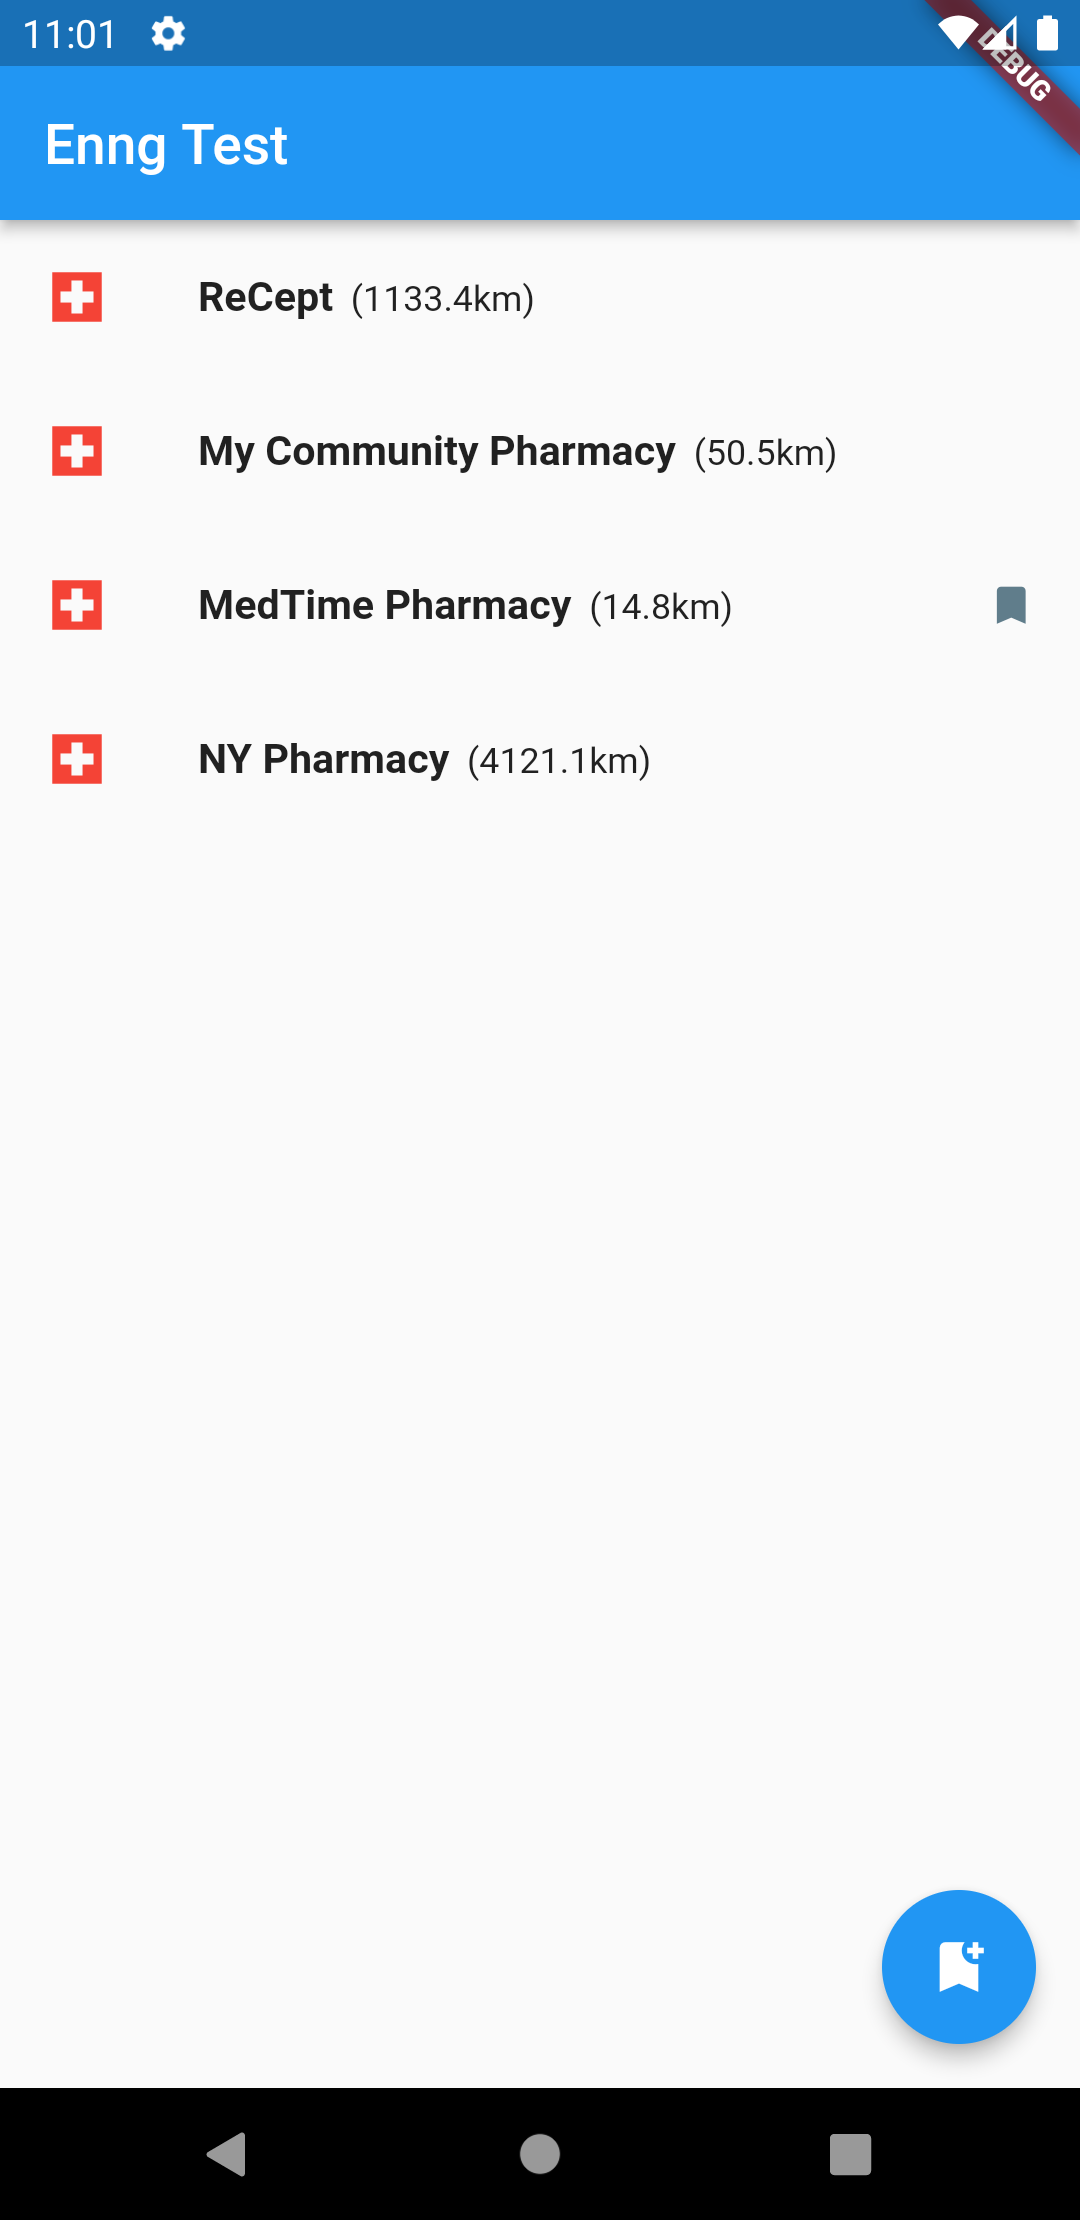 11:01
DEBUG
Enng Test
ReCept (1133.4km)
My Community Pharmacy (50.5km)
MedTime Pharmacy (14.8km)
NY Pharmacy (4121.1km)